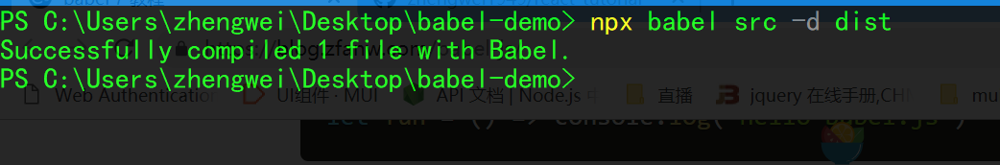 PS C:\Users\zhengwei\Desktop\babel-demo> npx babel src -d dist
Successfully compiled 1 file with Babel.
PS C:\Users\zhengwei\Desktop\babel-demo>
Web Authentication
UI组件 · MUI
API 文档 | Node.js 中
直播
jquery 在线手册,CH
mu
let run = () => console.log('hello babel.js')